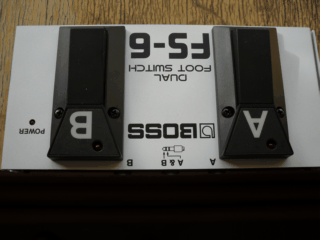 A A & B B
BOSS
A B
POWER
DUAL
FOOT SWITCH
FS-6